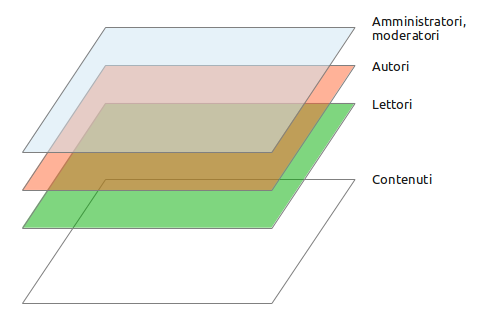 Amministratori,
moderatori
Autori
Lettori
Contenuti